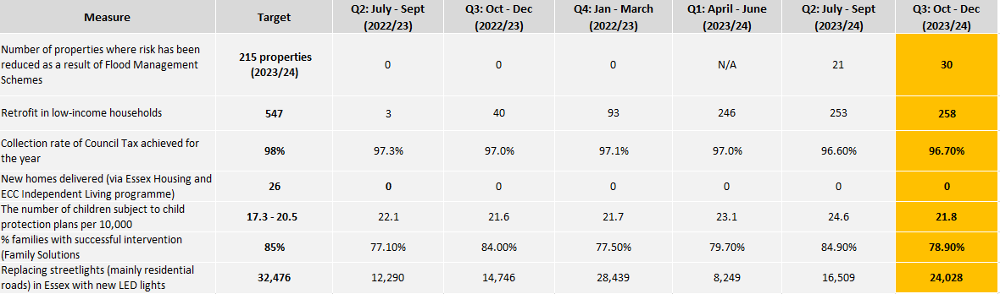 Measure Target Q2: July - Sept Q3: Oct - Dec Q4: Jan - March Q1: April - June Q2: July - Sept Q3: Oct - Dec
(2022/23) (2022/23) (2022/23) (2023/24) (2023/24) (2023/24)
Number of properties where risk has been
reduced as a result of Flood Management
Schemes
215 properties
(2023/24)
0 0 0 N/A 21 30
Retrofit in low-income households 547 3 40 93 246 253 258
Collection rate of Council Tax achieved for
the year
98% 97.3% 97.0% 97.1% 97.0% 96.60% 96.70%
New homes delivered (via Essex Housing and
ECC Independent Living programme)
26 0 0 0 0 0 0
The number of children subject to child
protection plans per 10,000
17.3 - 20.5 22.1 21.6 21.7 23.1 24.6 21.8
% families with successful intervention
(Family Solutions
85% 77.10% 84.00% 77.50% 79.70% 84.90% 78.90%
Replacing streetlights (mainly residential
roads) in Essex with new LED lights
32,476 12,290 14,746 28,439 8,249 16,509 24,028